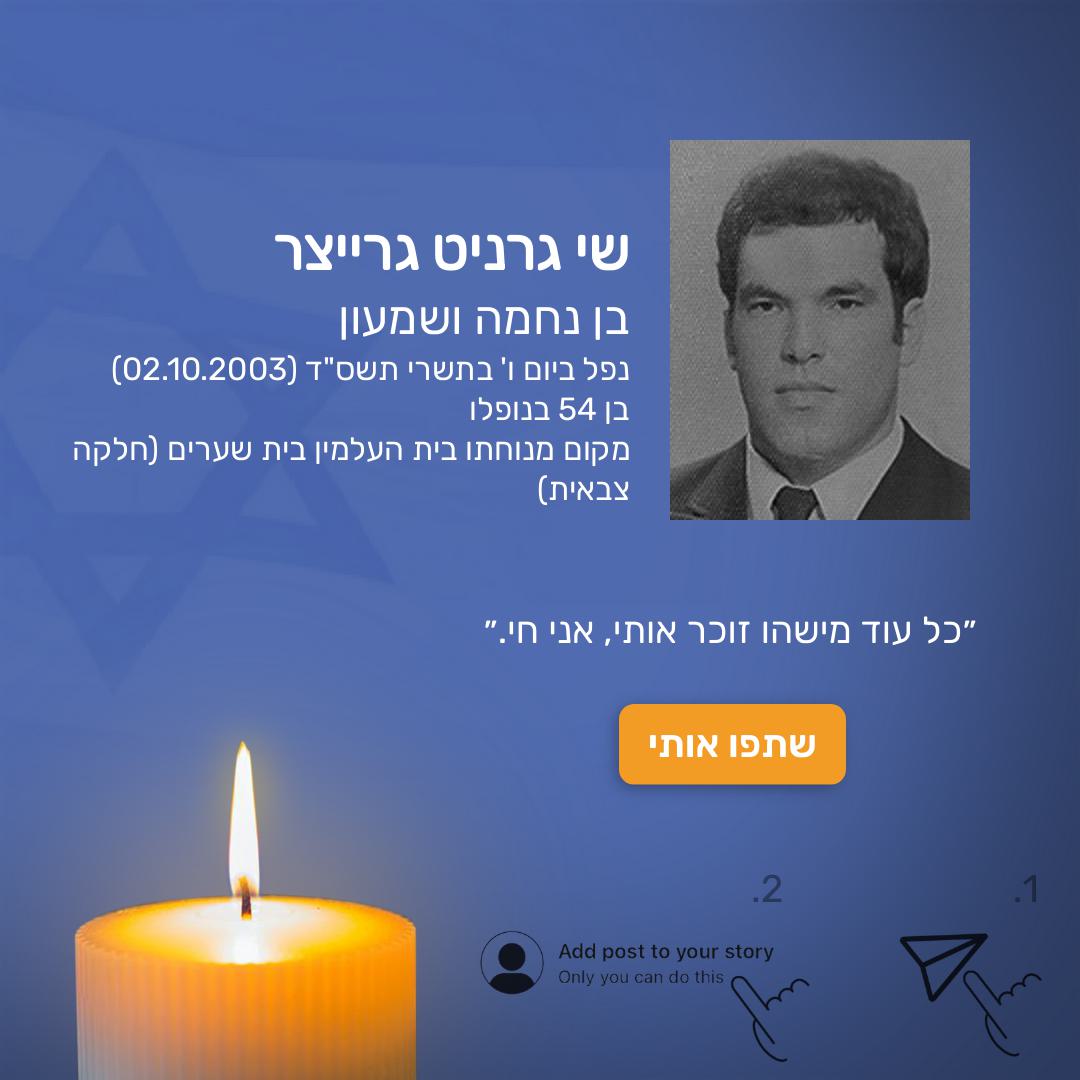 שי גרניט גרייצר
בן נחמה ושמעון
נפל ביום ו' בתשרי תשס"ד (02.10.2003)
בן 54 בנופלו
מקום מנוחתו בית העלמין בית שערים (חלקה
צבאית)
״כל עוד מישהו זוכר אותי, אני חי.״
שתפו אותי
1.
2.
Add post to your story
Only you can do this